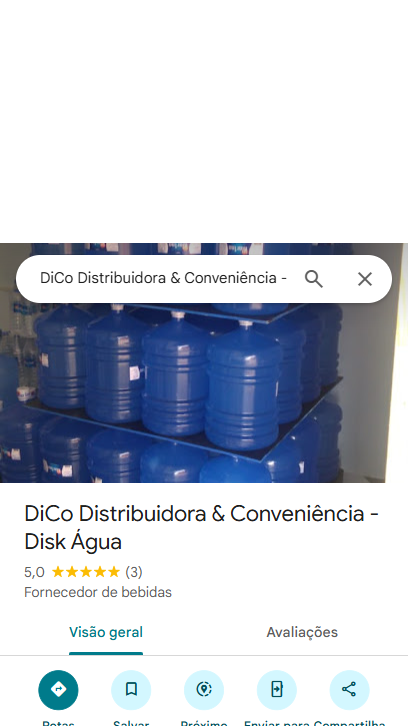 DiCo Distribuidora & Conveniência -
DiCo Distribuidora & Conveniência -
Disk Água
5,0 ★★★★★ (3)
Fornecedor de bebidas
Visão geral
Avaliações
Rotas
Salvar
Próximo
Enviar para
Compartilha